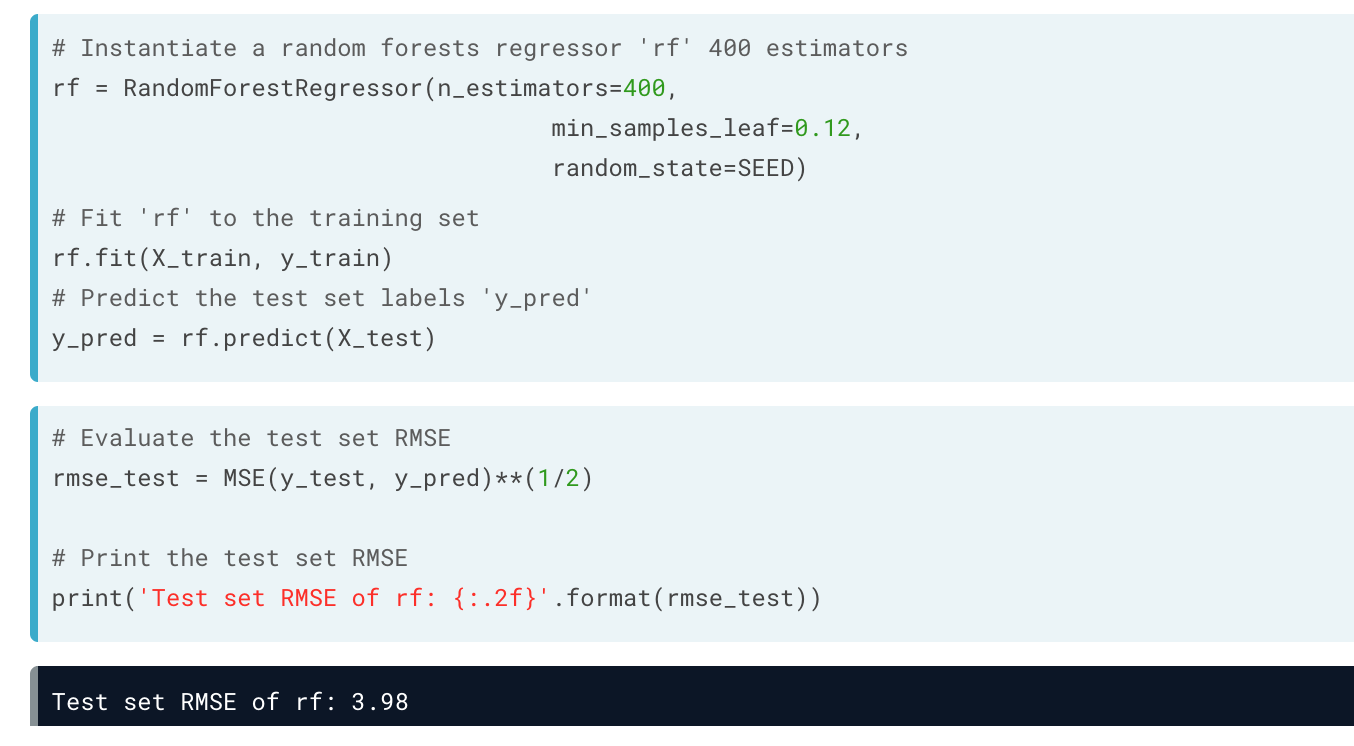 # Instantiate a random forests regressor 'rf' 400 estimators
rf = RandomForestRegressor(n_estimators=400,
                                   min_samples_leaf=0.12,
                                   random_state=SEED)
# Fit 'rf' to the training set
rf.fit(X_train, y_train)
# Predict the test set labels 'y_pred'
y_pred = rf.predict(X_test)
# Evaluate the test set RMSE
rmse_test = MSE(y_test, y_pred)**(1/2)
# Print the test set RMSE
print('Test set RMSE of rf: {:.2f}'.format(rmse_test))
Test set RMSE of rf: 3.98